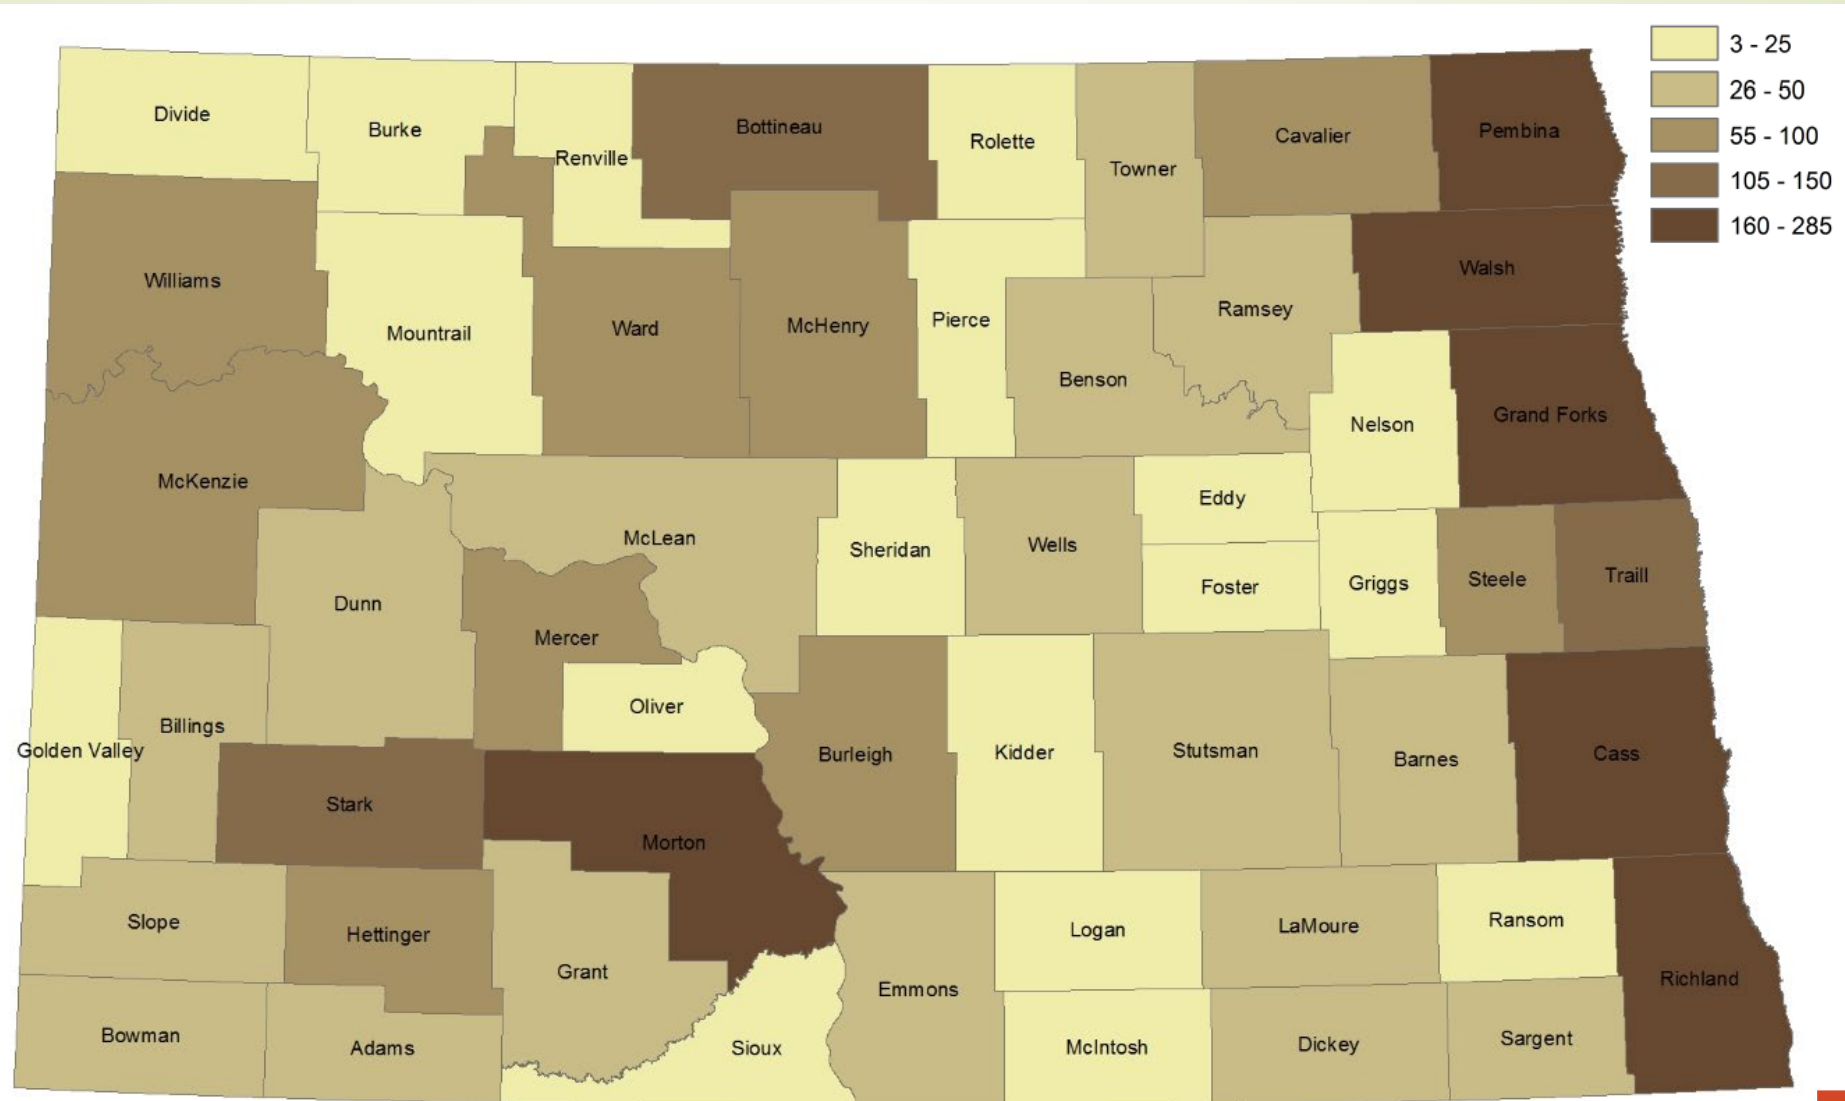 3 - 25
26 - 50
55 - 100
105 - 150
160 - 285
Divide
Burke
Renville
Bottineau
Rolette
Towner
Cavalier
Pembina
Williams
Mountrail
Ward
McHenry
Pierce
Benson
Ramsey
Walsh
Nelson
Grand Forks
McKenzie
Dunn
McLean
Sheridan
Wells
Eddy
Foster
Griggs
Steele
Traill
Mercer
Oliver
Golden Valley
Billings
Stark
Morton
Burleigh
Kidder
Stutsman
Barnes
Cass
Slope
Hettinger
Grant
Emmons
Logan
LaMoure
Ransom
Richland
Bowman
Adams
Sioux
McIntosh
Dickey
Sargent